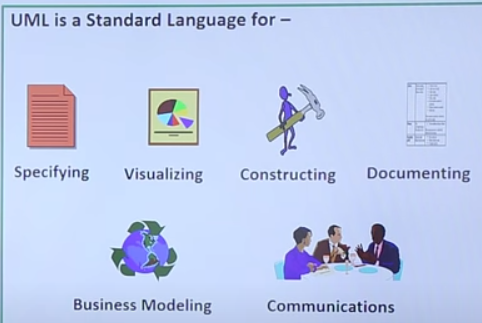 UML is a Standard Language for –
Specifying
Visualizing
Constructing
Documenting
Business Modeling
Communications